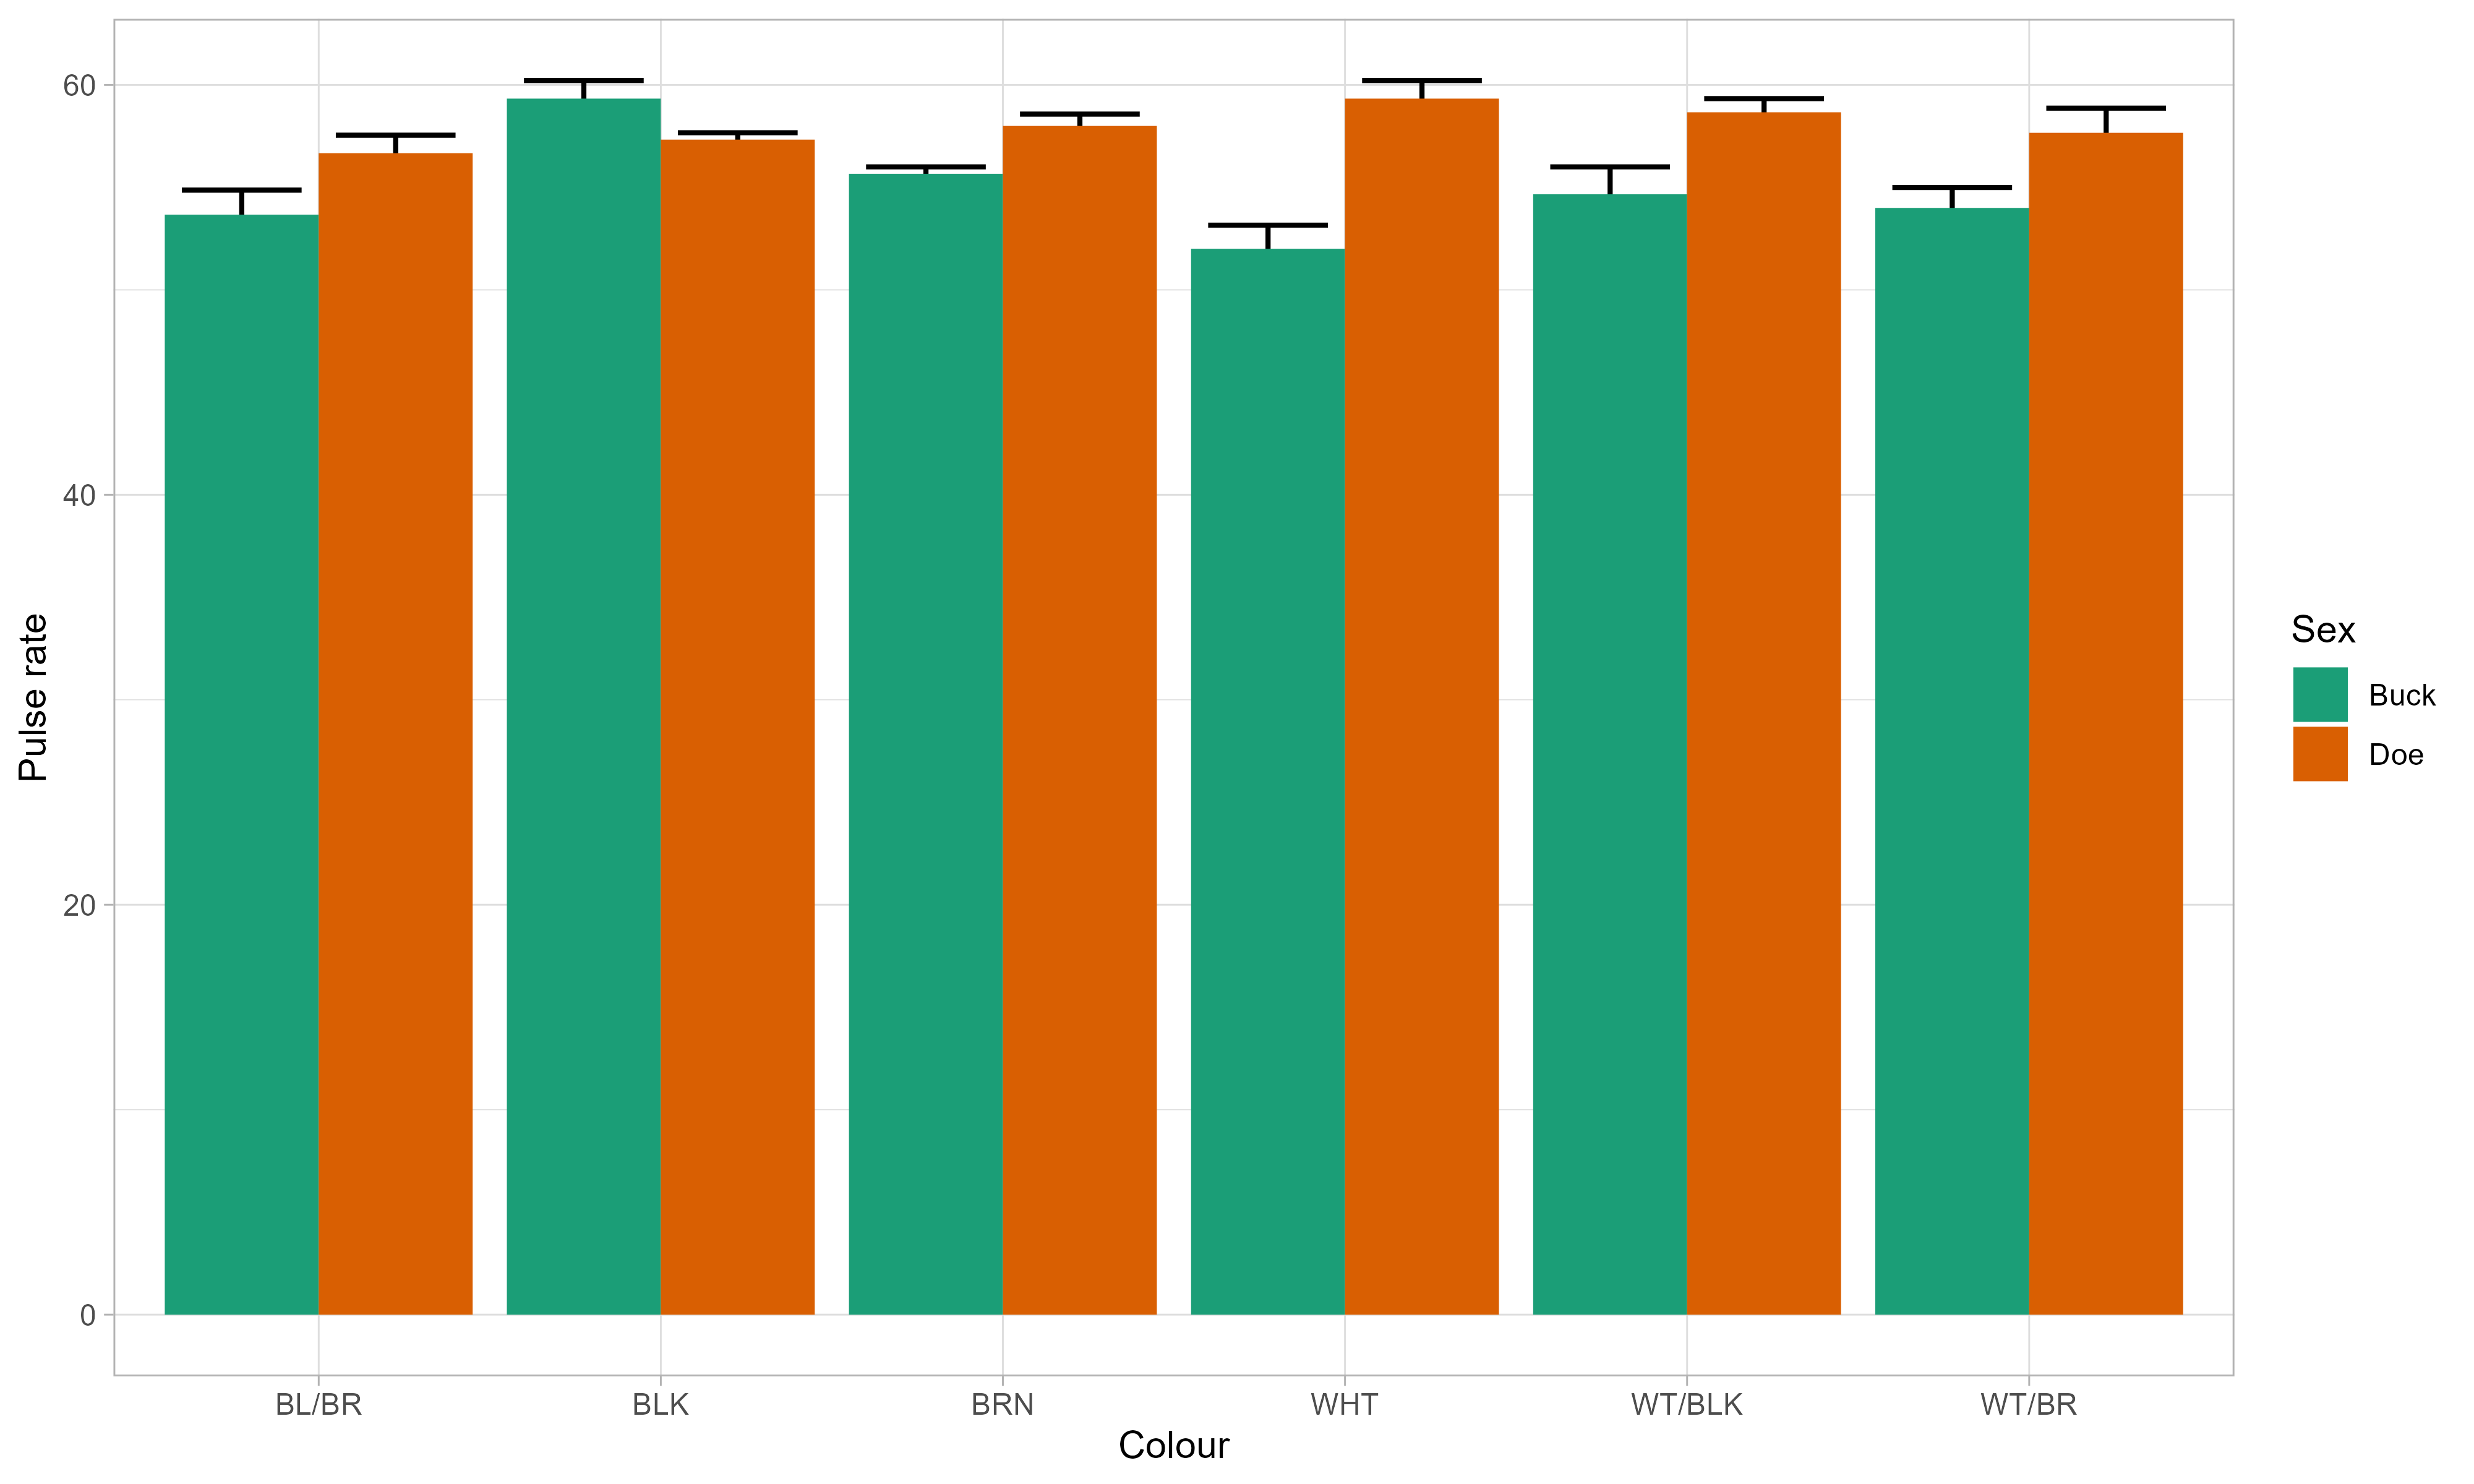 60
40
20
0
Pulse rate
BL/BR
BLK
BRN
WHT
WT/BLK
WT/BR
Colour
Sex
Buck
Doe